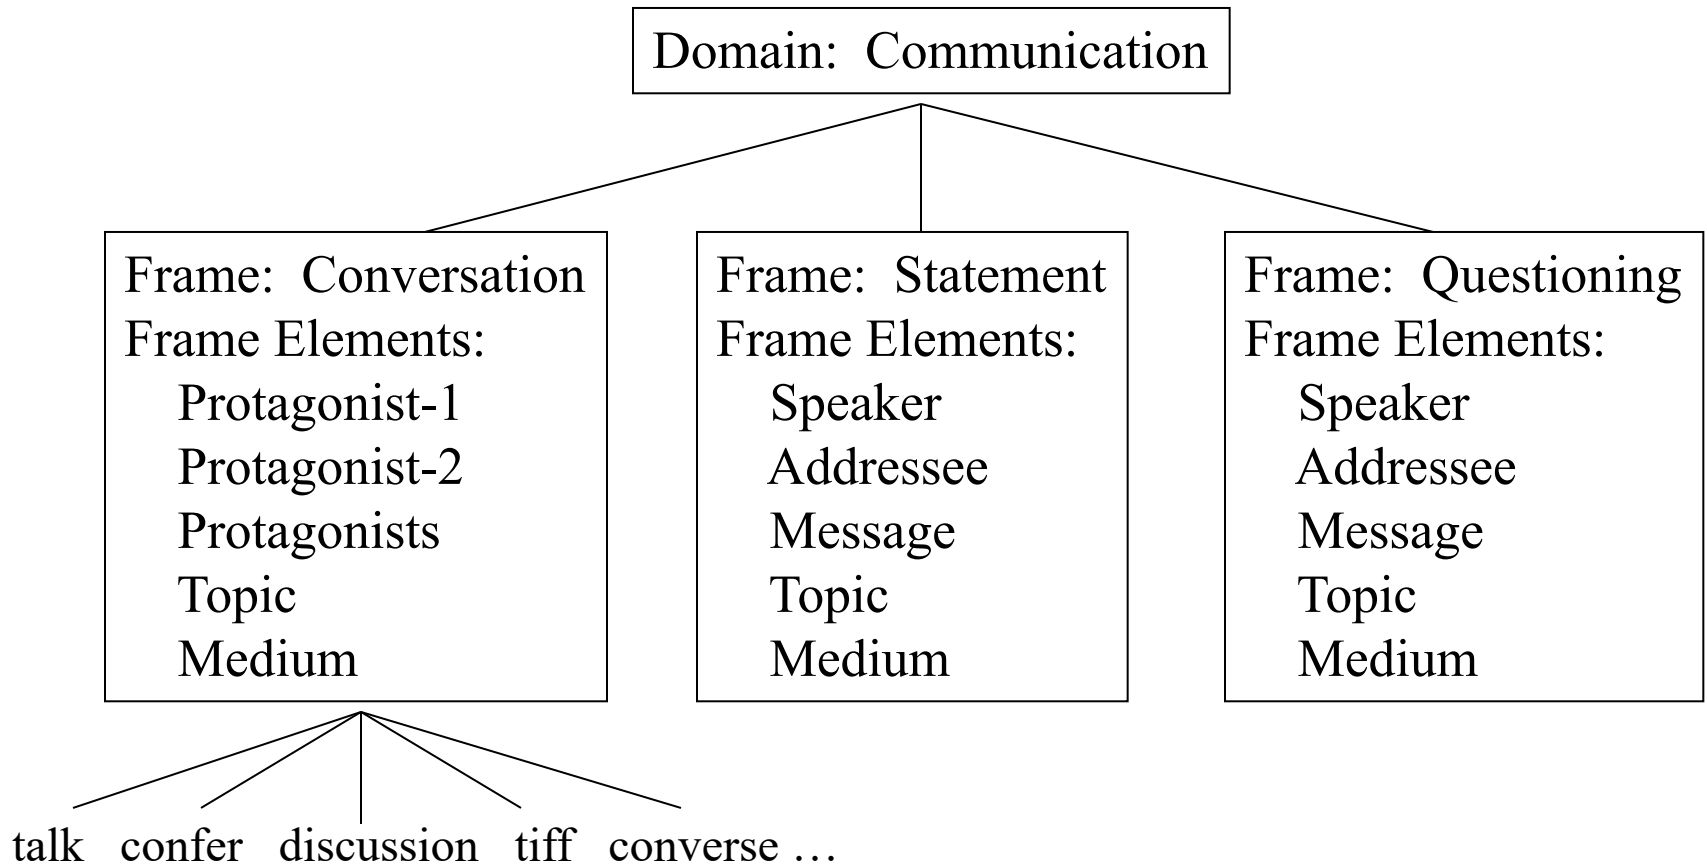 Domain: Communication
Frame: Conversation
Frame Elements:
Protagonist-1
Protagonist-2
Protagonists
Topic
Medium
Frame: Statement
Frame Elements:
Speaker
Addressee
Message
Topic
Medium
Frame: Questioning
Frame Elements:
Speaker
Addressee
Message
Topic
Medium
talk confer discussion tiff converse …